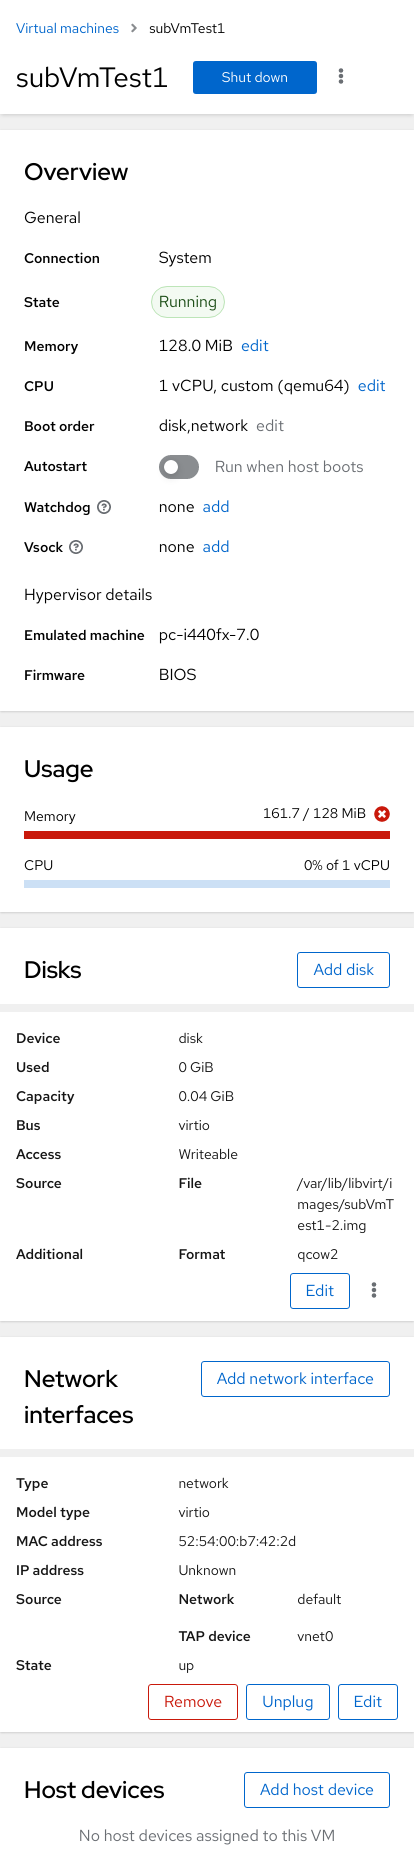 Virtual machines > subVmTest1
subVmTest1 Shut down
Overview
General
Connection System
State Running
Memory 128.0 MiB edit
CPU 1 vCPU, custom (qemu64) edit
Boot order disk,network edit
Autostart Run when host boots
Watchdog none add
Vsock none add
Hypervisor details
Emulated machine pc-i440fx-7.0
Firmware BIOS
Usage
Memory 161.7 / 128 MiB
CPU 0% of 1 vCPU
Disks Add disk
Device disk
Used 0 GiB
Capacity 0.04 GiB
Bus virtio
Access Writeable
Source File /var/lib/libvirt/i
mages/subVmT
est1-2.img
Additional Format qcow2
Edit
Network Add network interface
interfaces
Type network
Model type virtio
MAC address 52:54:00:b7:42:2d
IP address Unknown
Source Network default
TAP device vnet0
State up
Remove Unplug Edit
Host devices Add host device
No host devices assigned to this VM